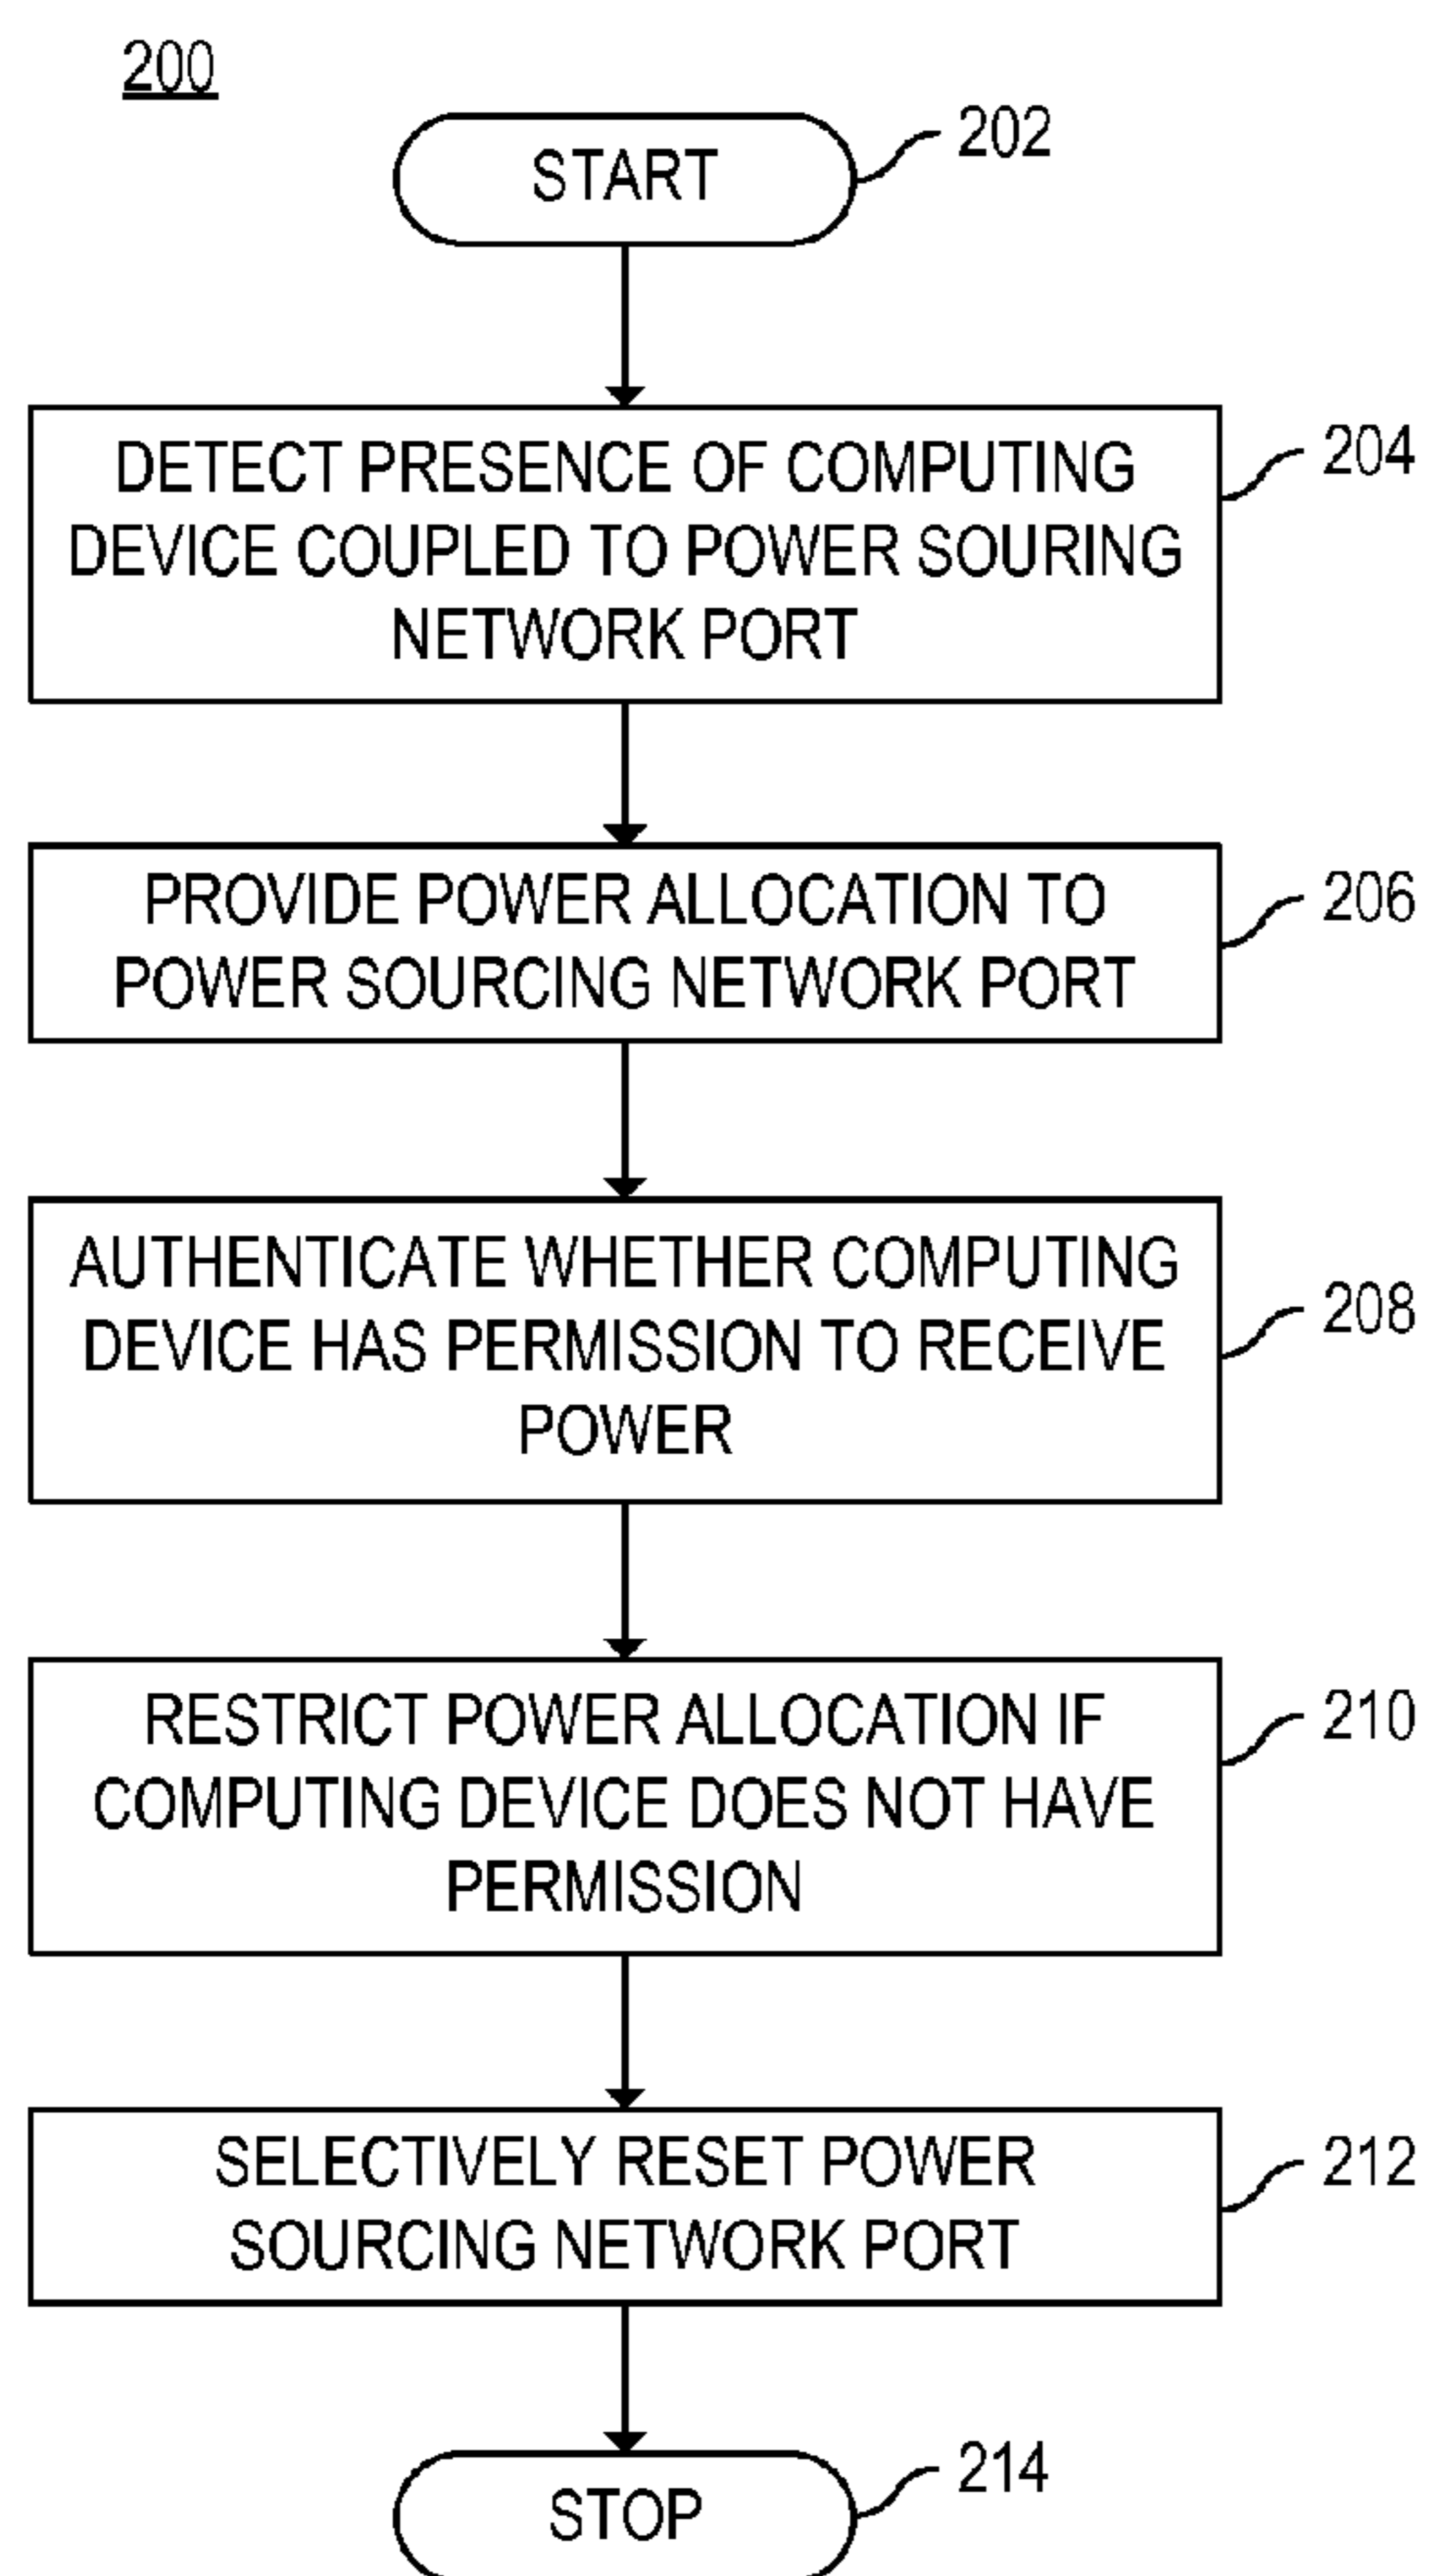 200
START
202
DETECT PRESENCE OF COMPUTING
DEVICE COUPLED TO POWER SOURING
NETWORK PORT
204
PROVIDE POWER ALLOCATION TO
POWER SOURCING NETWORK PORT
206
AUTHENTICATE WHETHER COMPUTING
DEVICE HAS PERMISSION TO RECEIVE
POWER
208
RESTRICT POWER ALLOCATION IF
COMPUTING DEVICE DOES NOT HAVE
PERMISSION
210
SELECTIVELY RESET POWER
SOURCING NETWORK PORT
212
STOP
214